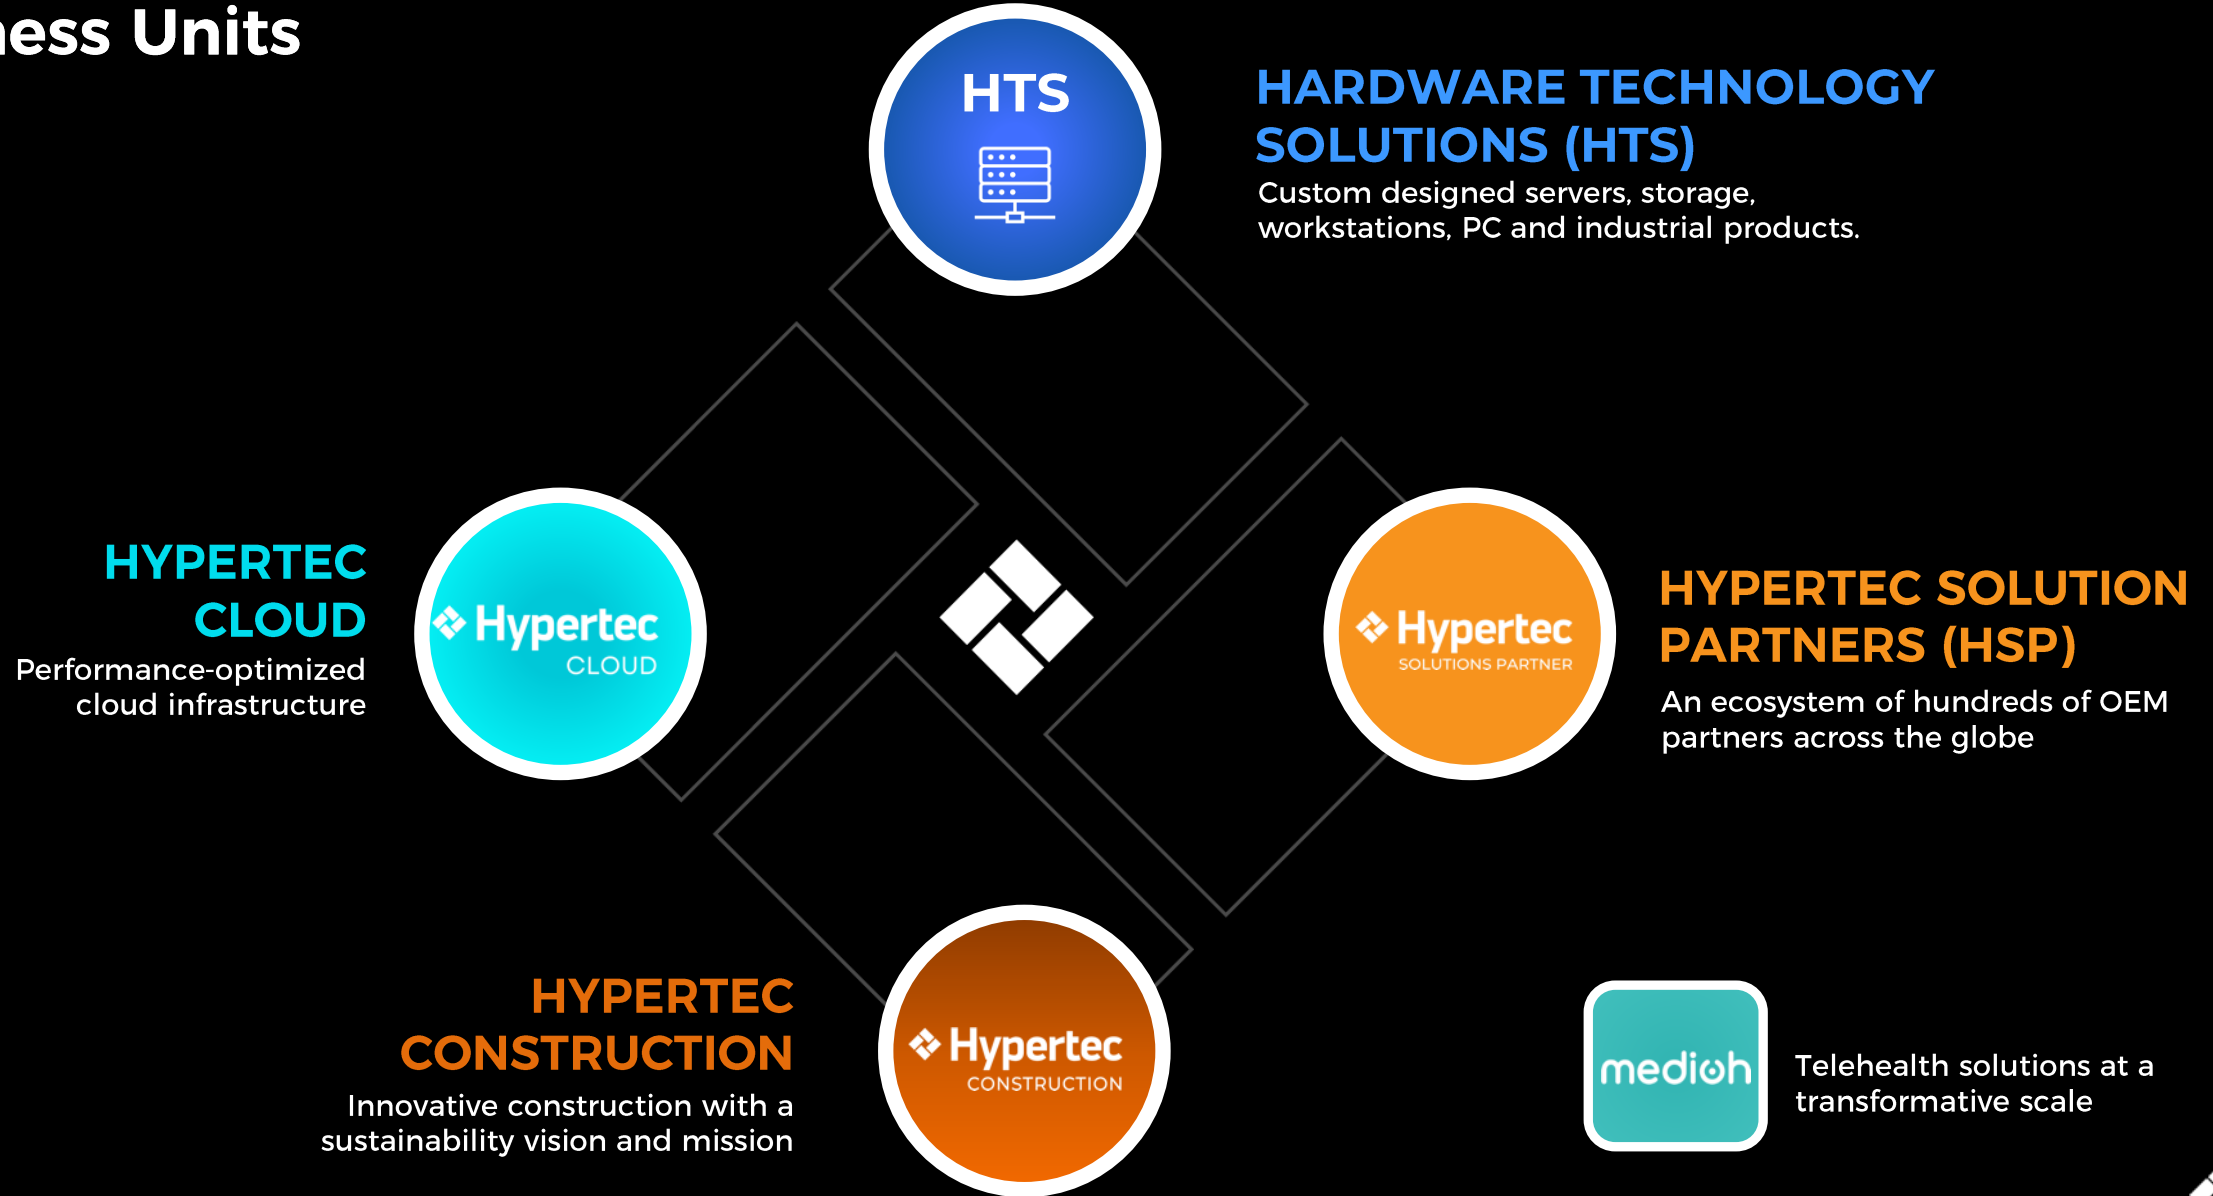 ness Units
HTS
HARDWARE TECHNOLOGY
SOLUTIONS (HTS)
Custom designed servers, storage,
workstations, PC and industrial products.
HYPERTEC
CLOUD
Performance-optimized
cloud infrastructure
Hypertec
CLOUD
Hypertec
SOLUTIONS PARTNER
HYPERTEC SOLUTION
PARTNERS (HSP)
An ecosystem of hundreds of OEM
partners across the globe
HYPERTEC
CONSTRUCTION
Innovative construction with a
sustainability vision and mission
Hypertec
CONSTRUCTION
medioh
Telehealth solutions at a
transformative scale